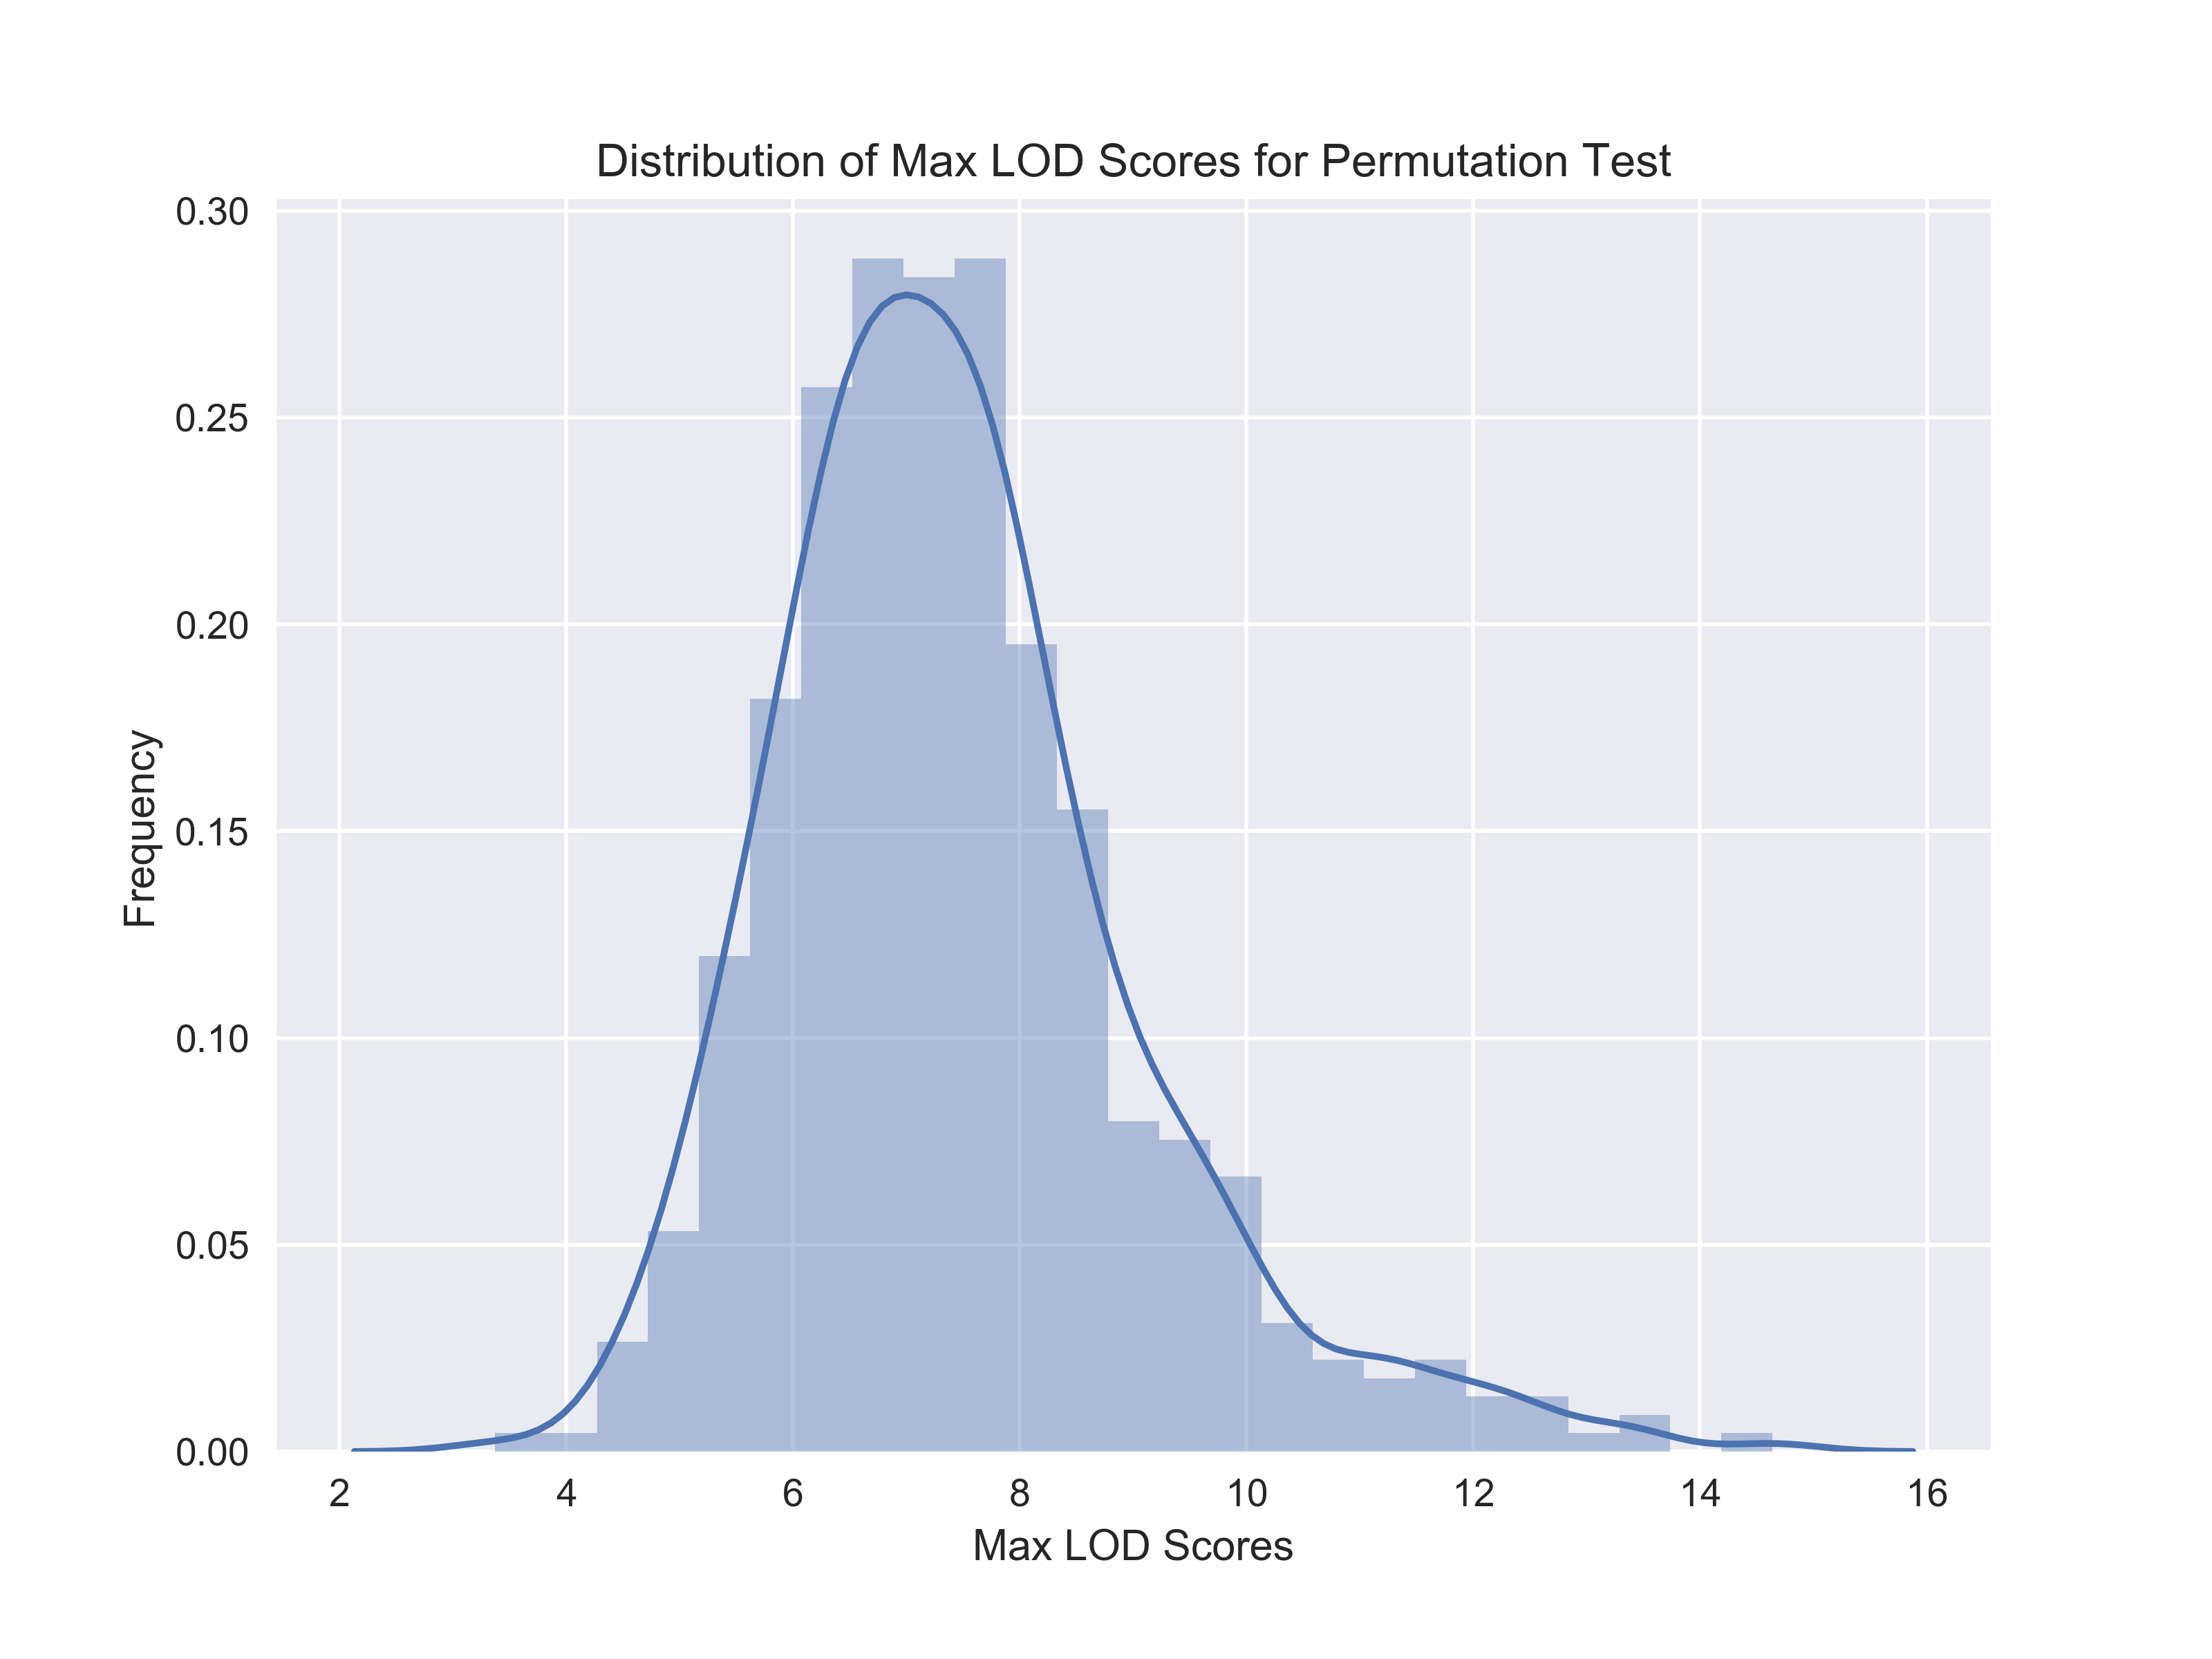 Distribution of Max LOD Scores for Permutation Test
0.30
0.25
0.20
0.15
0.10
0.05
0.00
Frequency
2 4 6 8 10 12 14 16
Max LOD Scores